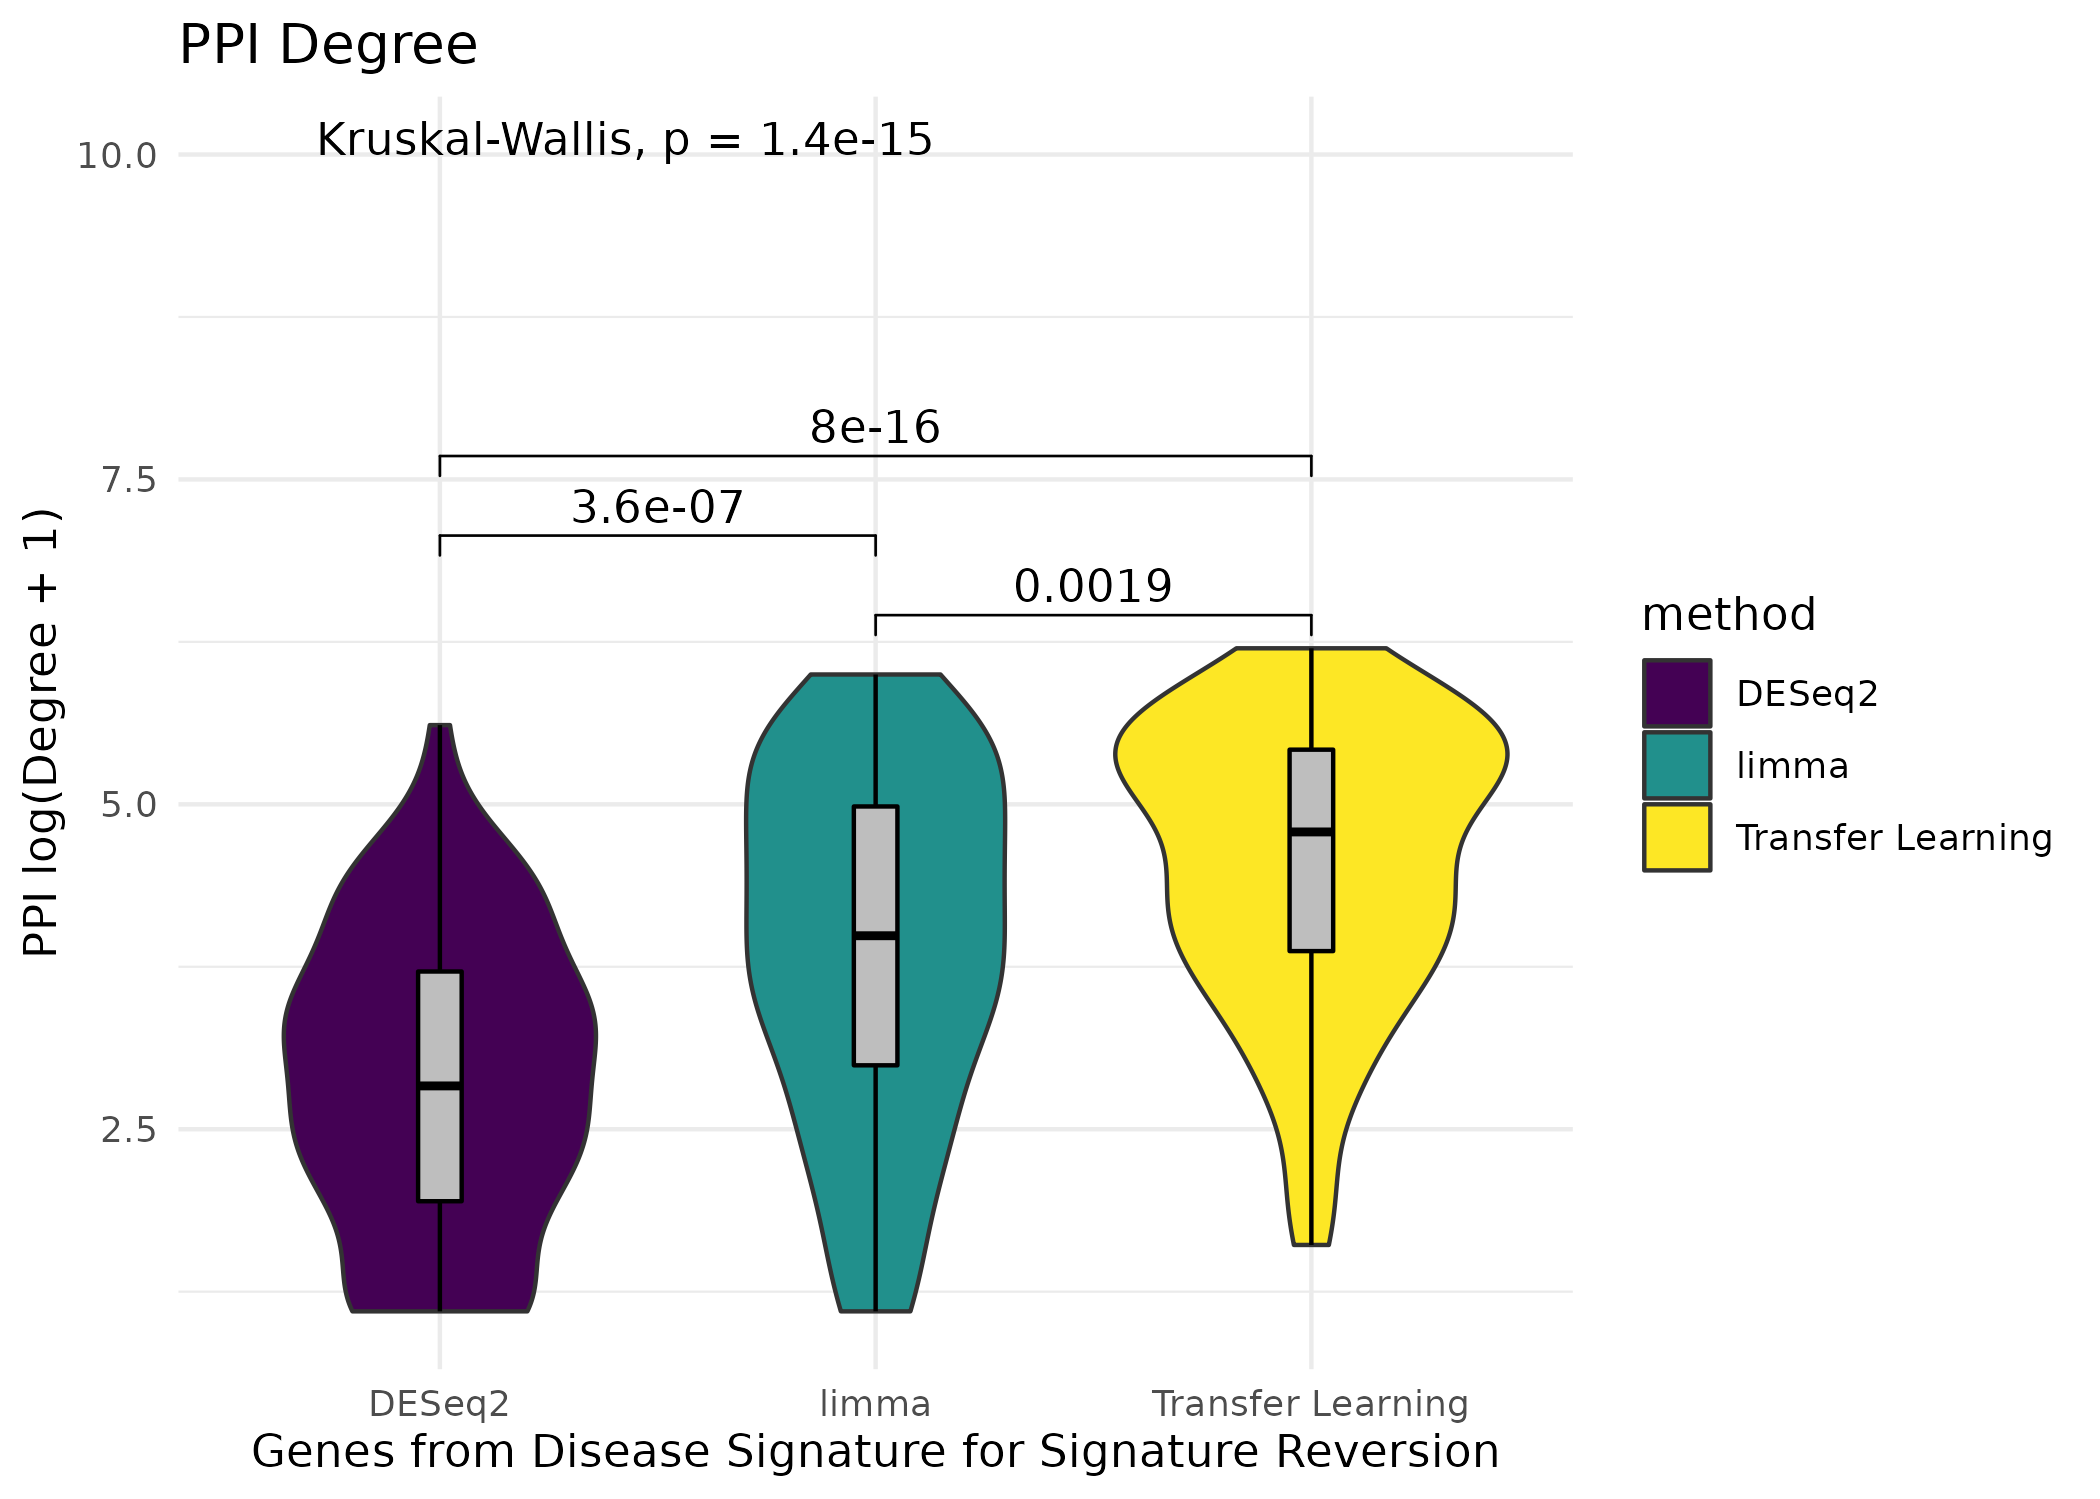 PPI Degree
Kruskal-Wallis, p = 1.4e-15
10.0
8e-16
7.5
3.6e-07
0.0019
5.0
2.5
PPI log(Degree + 1)
DESeq2
limma
Transfer Learning
Genes from Disease Signature for Signature Reversion
method
DESeq2
limma
Transfer Learning